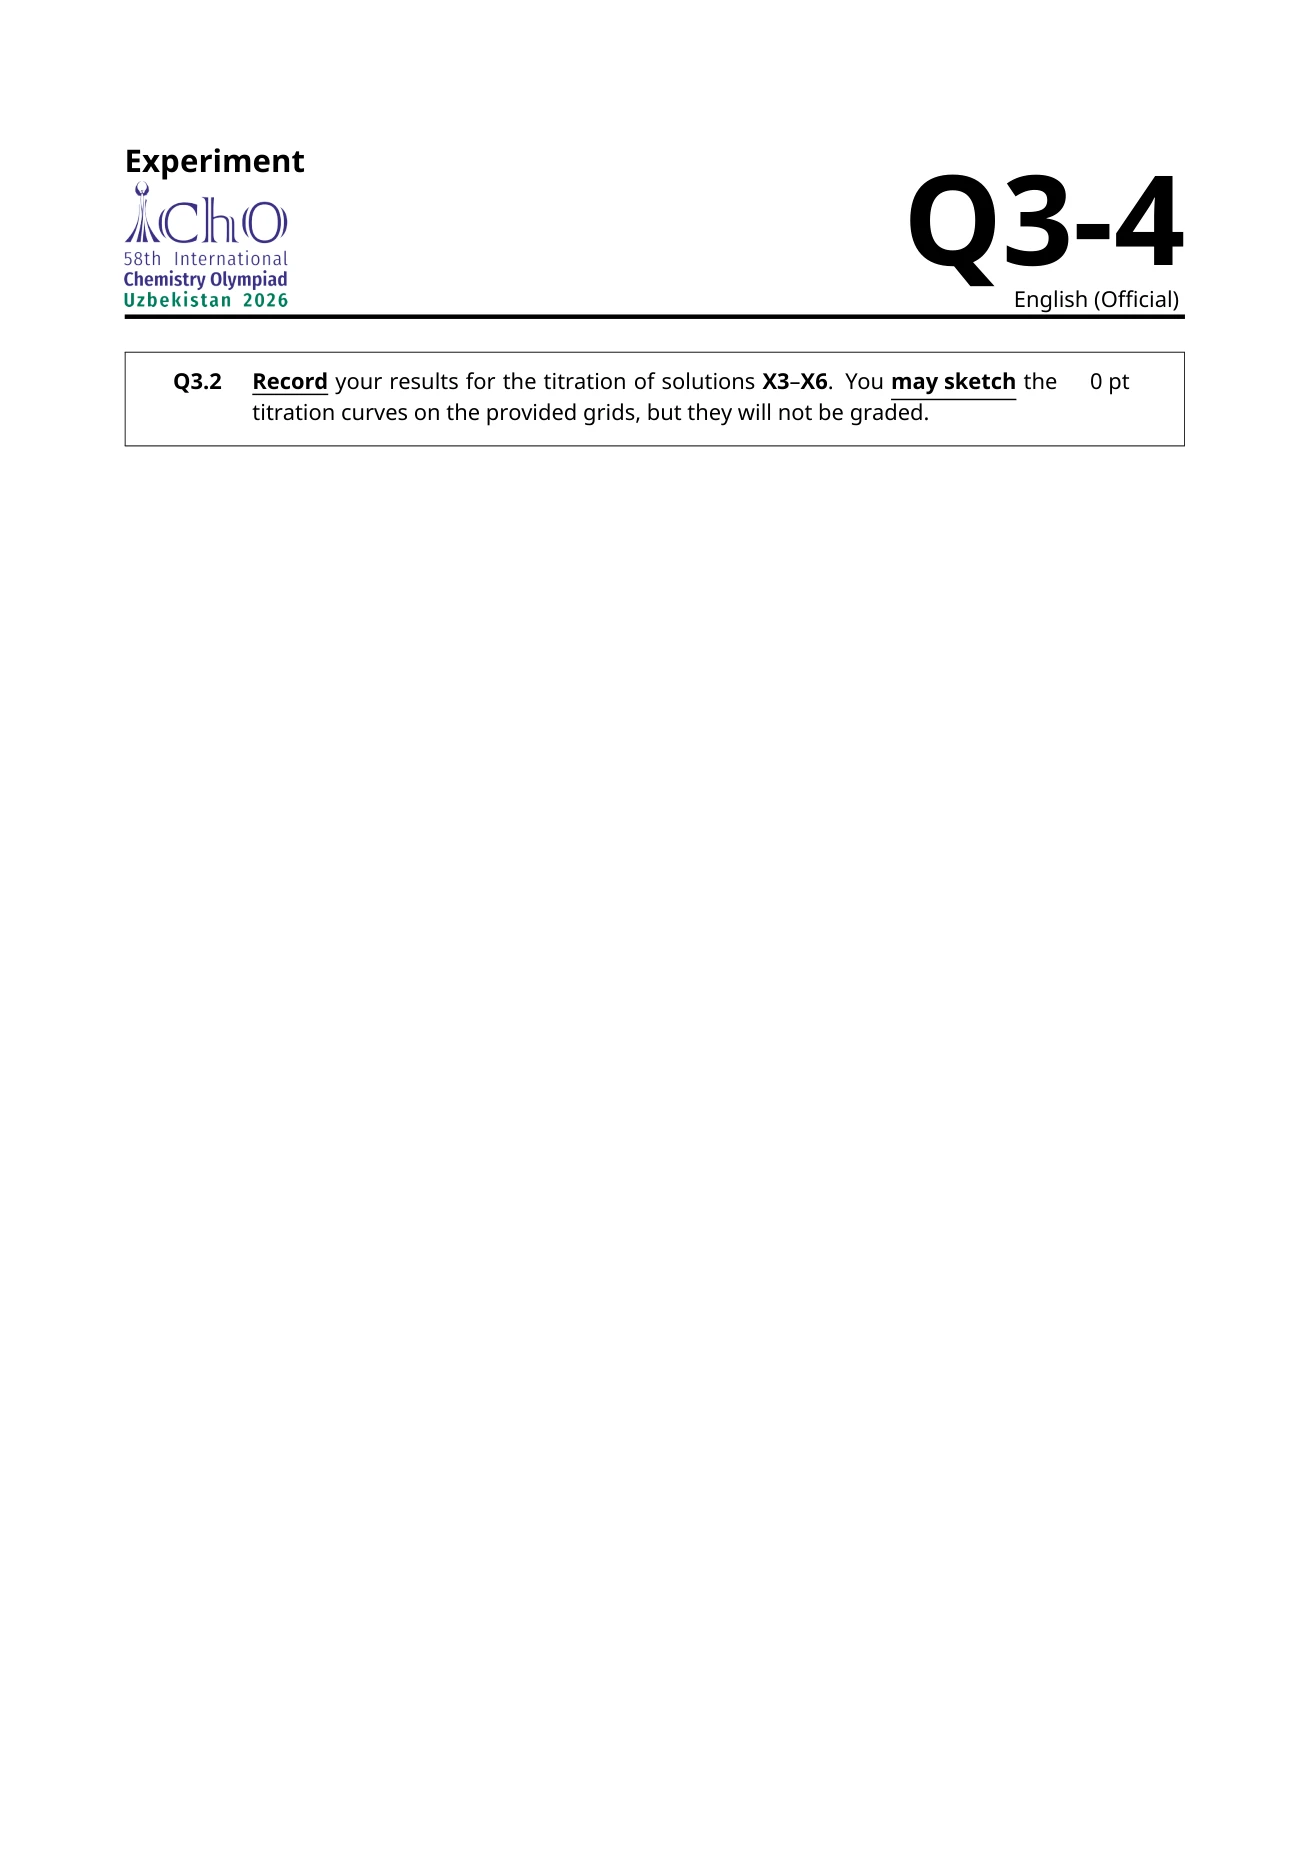 Experiment
IChO
58th International
Chemistry Olympiad
Uzbekistan 2026
Q3-4
English (Official)
Q3.2 Record your results for the titration of solutions X3–X6. You may sketch the 0 pt
titration curves on the provided grids, but they will not be graded.